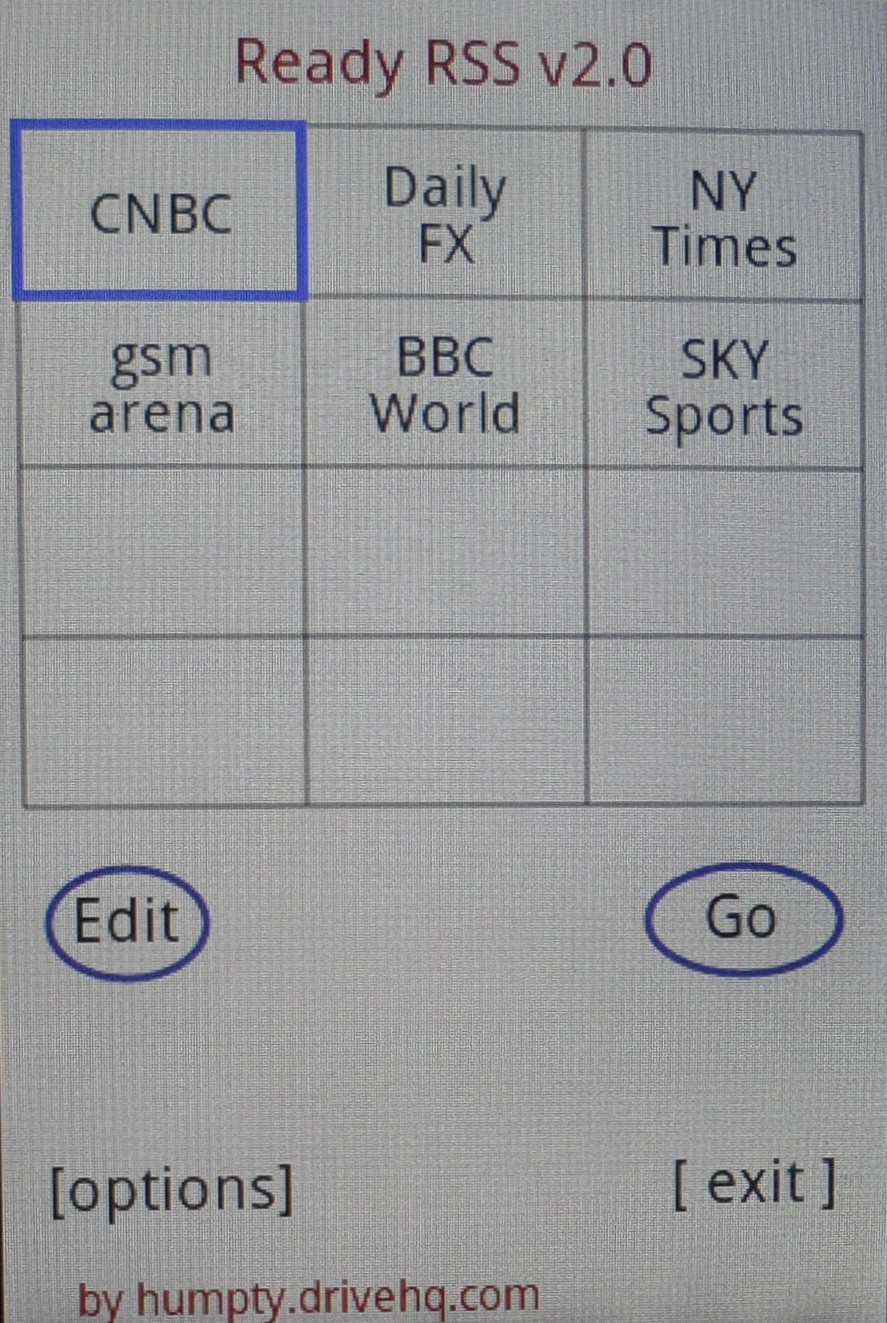 Ready RSS v2.0
CNBC
Daily
FX
NY
Times
gsm
arena
BBC
World
SKY
Sports
Edit
Go
[options]
[ exit ]
by humpty.drivehq.com